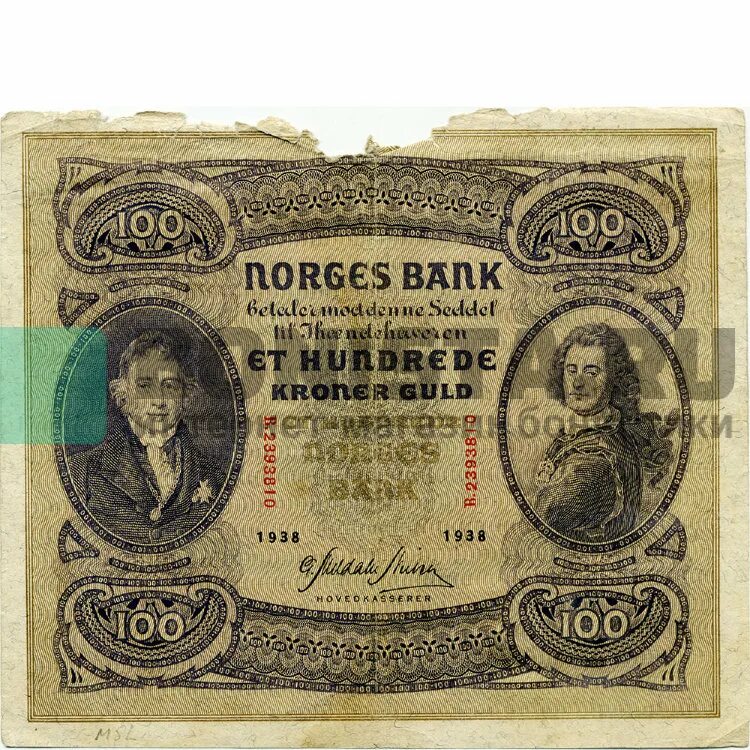 100 100
NORGES BANK
betaler mod denne Seddel
til Ihændehaveren
ET HUNDREDE
KRONER GULD
NORGES
BANK
B.2393810 B.2393810
1938 1938
HOVEDKASSERER
100 100